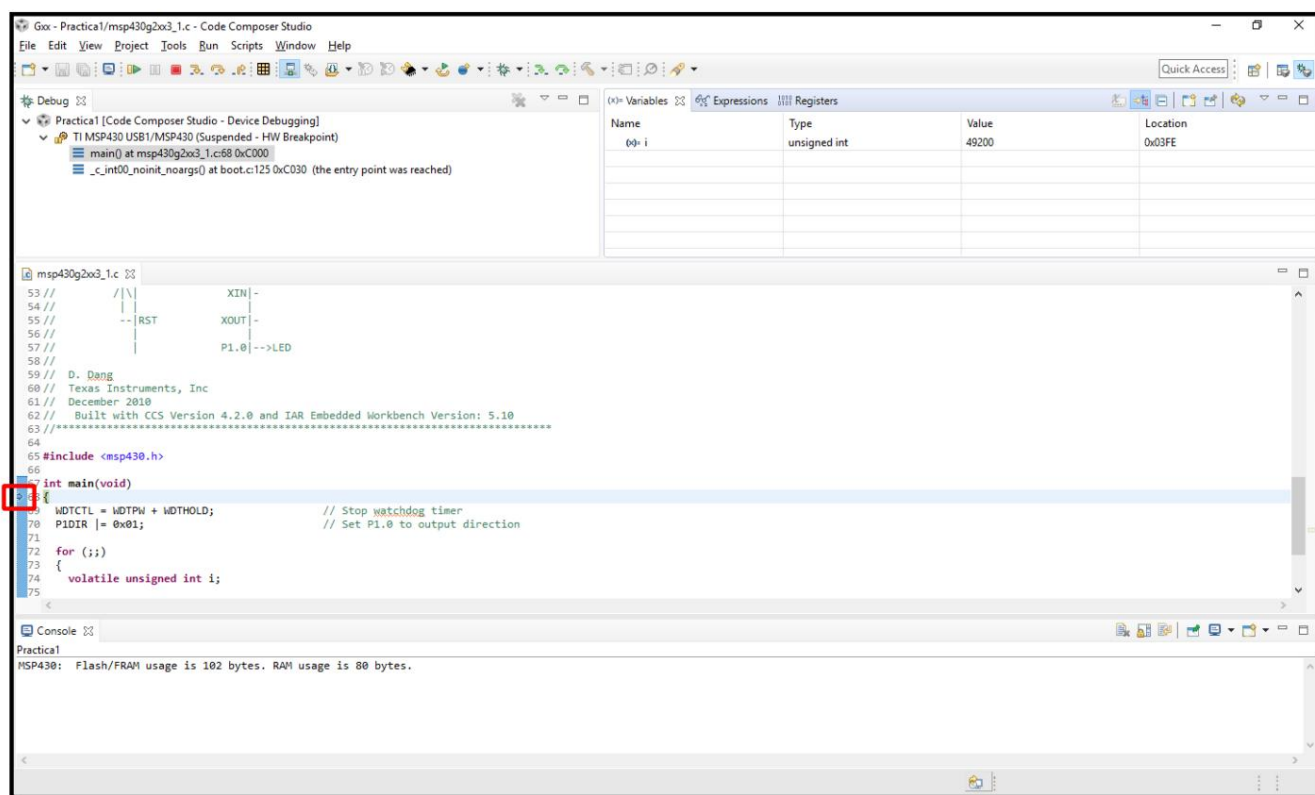 Gxx - Practica1/msp430g2xx3_1.c - Code Composer Studio
File Edit View Project Tools Run Scripts Window Help
Quick Access
Debug
Practica1 [Code Composer Studio - Device Debugging]
TI MSP430 USB1/MSP430 (Suspended - HW Breakpoint)
main() at msp430g2xx3_1.c:68 0xC000
_c_int00_noinit_noargs() at boot.c:125 0xC030 (the entry point was reached)
(x)= Variables Expressions Registers
Name Type Value Location
(x)= i unsigned int 49200 0x03FE
msp430g2xx3_1.c
53 // /|\| XIN|-
54 // | | |
55 // --|RST XOUT|-
56 // | |
57 // | P1.0|-->LED
58 //
59 // D. Dang
60 // Texas Instruments, Inc
61 // December 2010
62 // Built with CCS Version 4.2.0 and IAR Embedded Workbench Version: 5.10
63 //******************************************************************************
64
65 #include <msp430.h>
66
67 int main(void)
68 {
69 WDTCTL = WDTPW + WDTHOLD; // Stop watchdog timer
70 P1DIR |= 0x01; // Set P1.0 to output direction
71
72 for (;;)
73 {
74 volatile unsigned int i;
75
Console
Practica1
MSP430: Flash/FRAM usage is 102 bytes. RAM usage is 80 bytes.